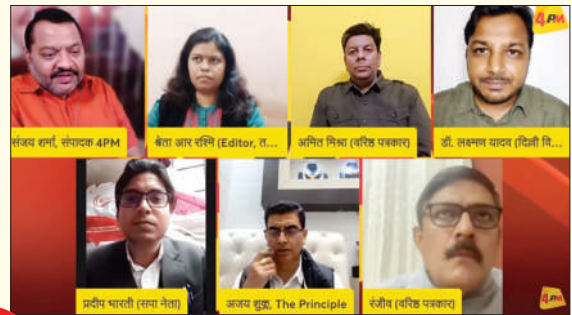 4PM
संजय शर्मा, संपादक 4PM
श्वेता आर रश्मि (Editor, त...
अमित मिश्रा (वरिष्ठ पत्रकार)
डॉ. लक्ष्मण यादव (दिल्ली वि...
प्रदीप भारती (सपा नेता)
अजय शुक्ल, The Principle
रंजीव (वरिष्ठ पत्रकार)
4PM